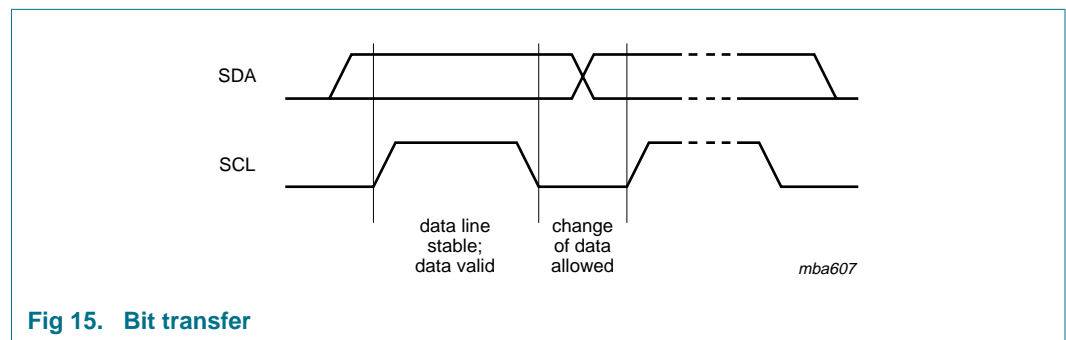 SDA
SCL
data line
stable;
data valid
change
of data
allowed
mba607
Fig 15. Bit transfer